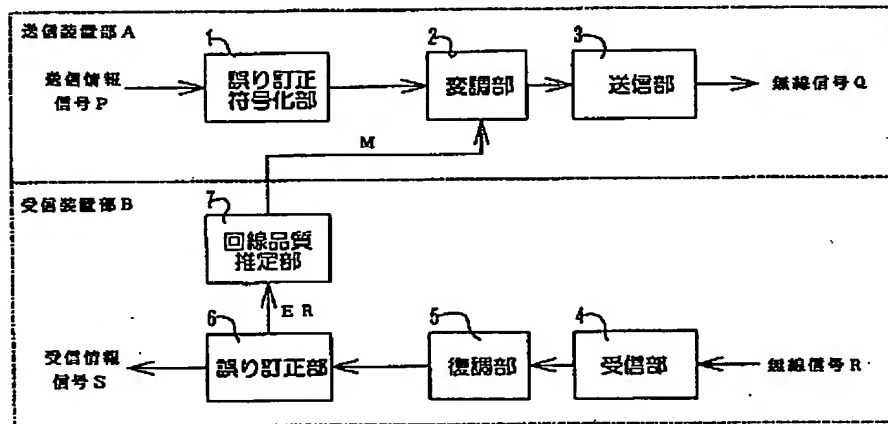 送信装置部A
送信情報
信号P
1
誤り訂正
符号化部
2
変調部
3
送信部
無線信号Q
M
受信装置部B
7
回線品質
推定部
ER
受信情報
信号S
6
誤り訂正部
5
復調部
4
受信部
無線信号R